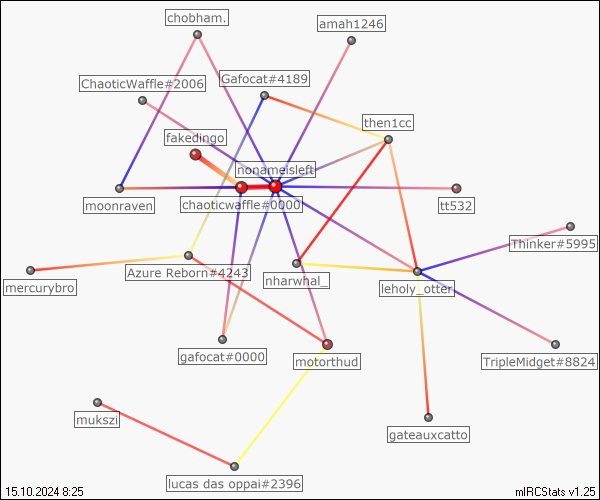 chobham.
amah1246
ChaoticWaffle#2006
Gafocat#4189
then1cc
fakedingo
nonameisleft
moonraven
chaoticwaffle#0000
tt532
Thinker#5995
mercurybro
Azure Reborn#4243
nharwhal_
leholy_otter
gafocat#0000
motorthud
TripleMidget#8824
mukszi
gateauxcatto
lucas das oppai#2396
15.10.2024 8:25
mIRCStats v1.25